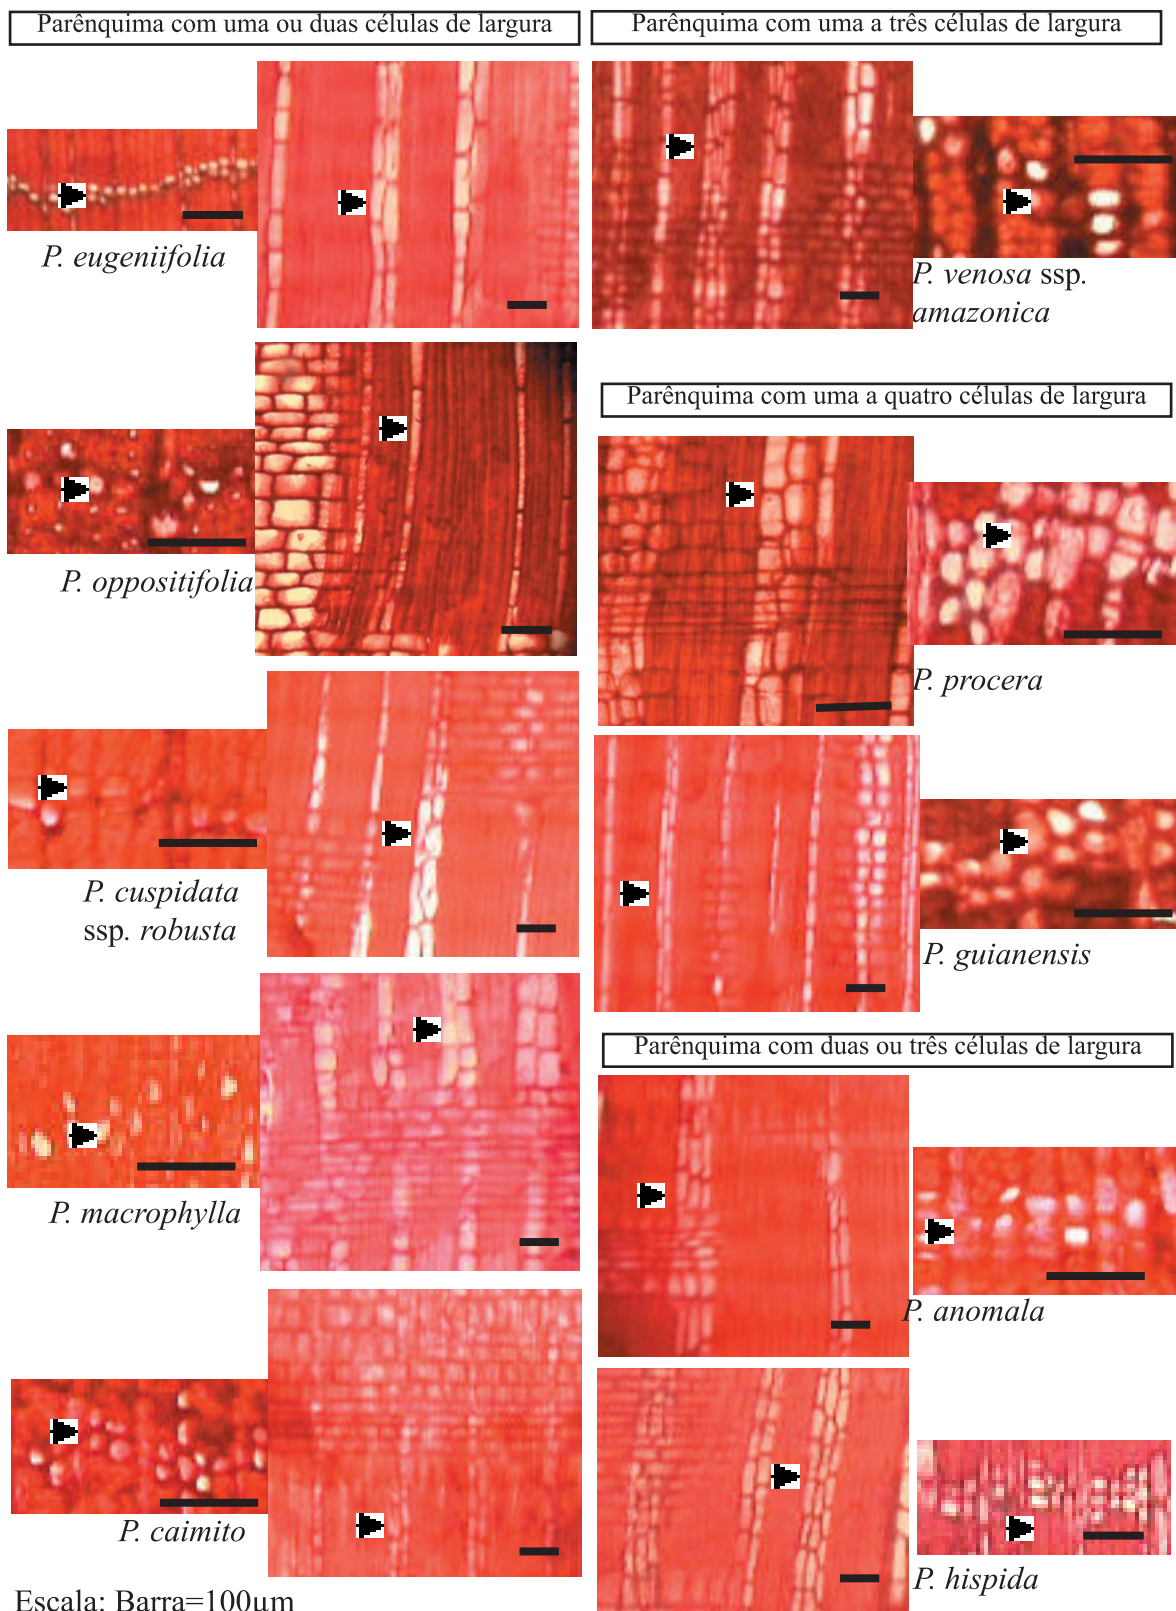 Parênquima com uma ou duas células de largura
P. eugeniifolia
P. oppositifolia
P. cuspidata
ssp. robusta
P. macrophylla
P. caimito
Escala: Barra=100µm
Parênquima com uma a três células de largura
P. venosa ssp.
amazonica
Parênquima com uma a quatro células de largura
P. procera
P. guianensis
Parênquima com duas ou três células de largura
P. anomala
P. hispida